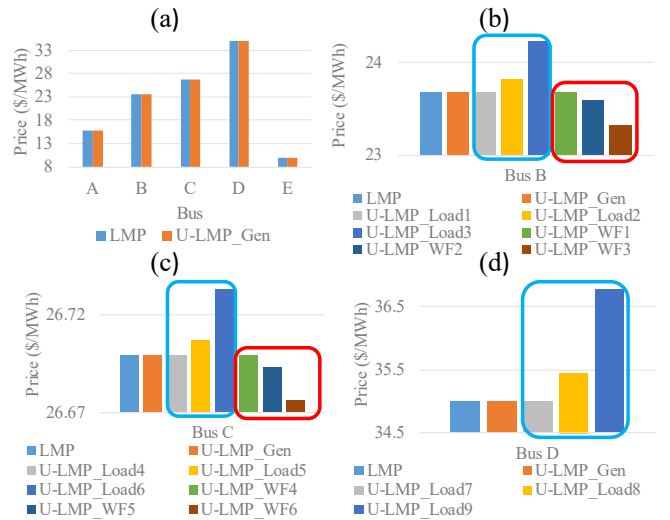 (a)
Price ($/MWh)
33
23
13
8
A B C D E
Bus
LMP U-LMP_Gen
(b)
Price ($/MWh)
24
23
Bus B
LMP U-LMP_Gen
U-LMP_Load1 U-LMP_Load2
U-LMP_Load3 U-LMP_WF1
U-LMP_WF2 U-LMP_WF3
(c)
Price ($/MWh)
26.72
26.67
Bus C
LMP U-LMP_Gen
U-LMP_Load4 U-LMP_Load5
U-LMP_Load6 U-LMP_WF4
U-LMP_WF5 U-LMP_WF6
(d)
Price ($/MWh)
36.5
35.5
34.5
Bus D
LMP U-LMP_Gen
U-LMP_Load7 U-LMP_Load8
U-LMP_Load9